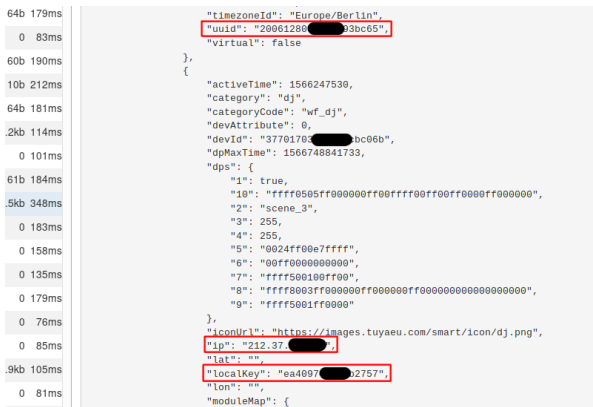 64b 179ms
0 83ms
60b 190ms
10b 212ms
64b 181ms
.2kb 114ms
0 101ms
61b 184ms
.5kb 348ms
0 183ms
0 158ms
0 135ms
0 179ms
0 76ms
0 85ms
.9kb 105ms
0 81ms
"timezoneId": "Europe/Berlin",
"uuid": "20061280 93bc65",
"virtual": false
},
{
"activeTime": 1566247530,
"category": "dj",
"categoryCode": "wf_dj",
"devAttribute": 0,
"devId": "37701703 cbc06b",
"dpMaxTime": 1566748841733,
"dps": {
"1": true,
"10": "ffff0505ff000000ff00ffff00ff00ff0000ff000000",
"2": "scene_3",
"3": 255,
"4": 255,
"5": "0024ff00e7ffff",
"6": "00ff0000000000",
"7": "ffff500100ff00",
"8": "ffff8003ff000000ff000000ff000000000000000000",
"9": "ffff5001ff0000"
},
"iconUrl": "https://images.tuyaeu.com/smart/icon/dj.png",
"ip": "212.37. ",
"lat": "",
"localKey": "ea4097 b2757",
"lon": "",
"moduleMap": {